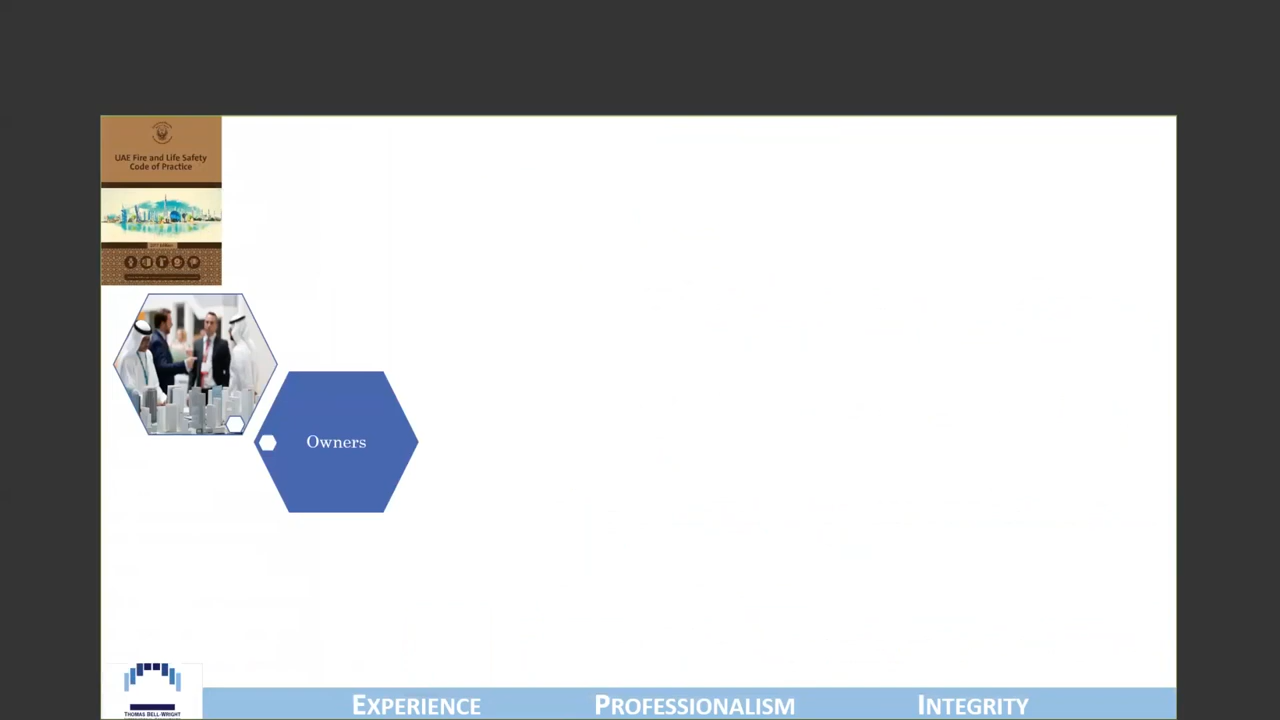 UAE Fire and Life Safety
Code of Practice
Owners
THOMAS BELL-WRIGHT
EXPERIENCE PROFESSIONALISM INTEGRITY